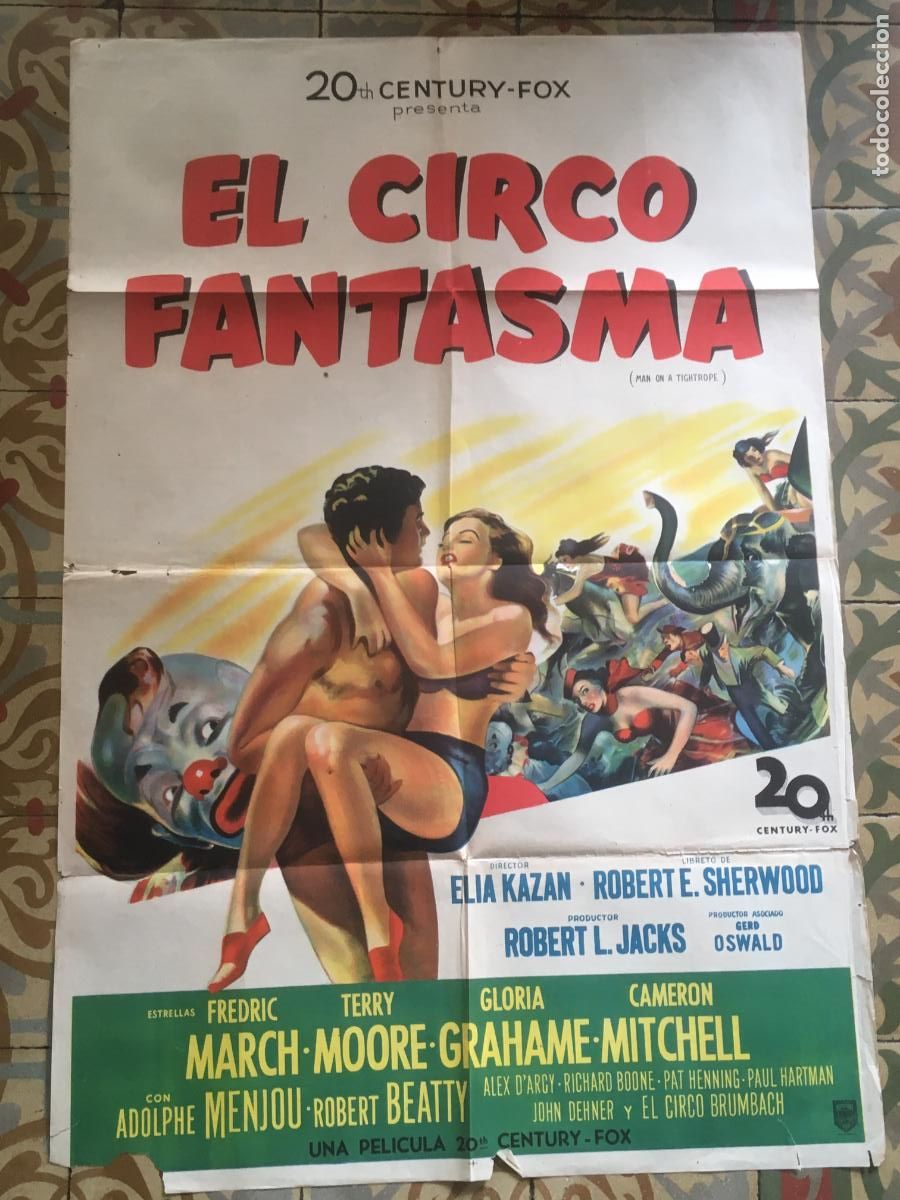 20th CENTURY-FOX
presenta
EL CIRCO
FANTASMA
(MAN ON A TIGHTROPE)
20th
CENTURY-FOX
DIRECTOR
ELIA KAZAN · LIBRETO DE ROBERT E. SHERWOOD
PRODUCTOR
ROBERT L. JACKS
PRODUCTOR ASOCIADO
GERD
OSWALD
ESTRELLAS FREDRIC TERRY GLORIA CAMERON
MARCH · MOORE · GRAHAME · MITCHELL
CON
ADOLPHE MENJOU · ROBERT BEATTY
ALEX D'ARCY · RICHARD BOONE · PAT HENNING · PAUL HARTMAN
JOHN DEHNER Y EL CIRCO BRUMBACH
UNA PELICULA 20th CENTURY-FOX
todocoleccion